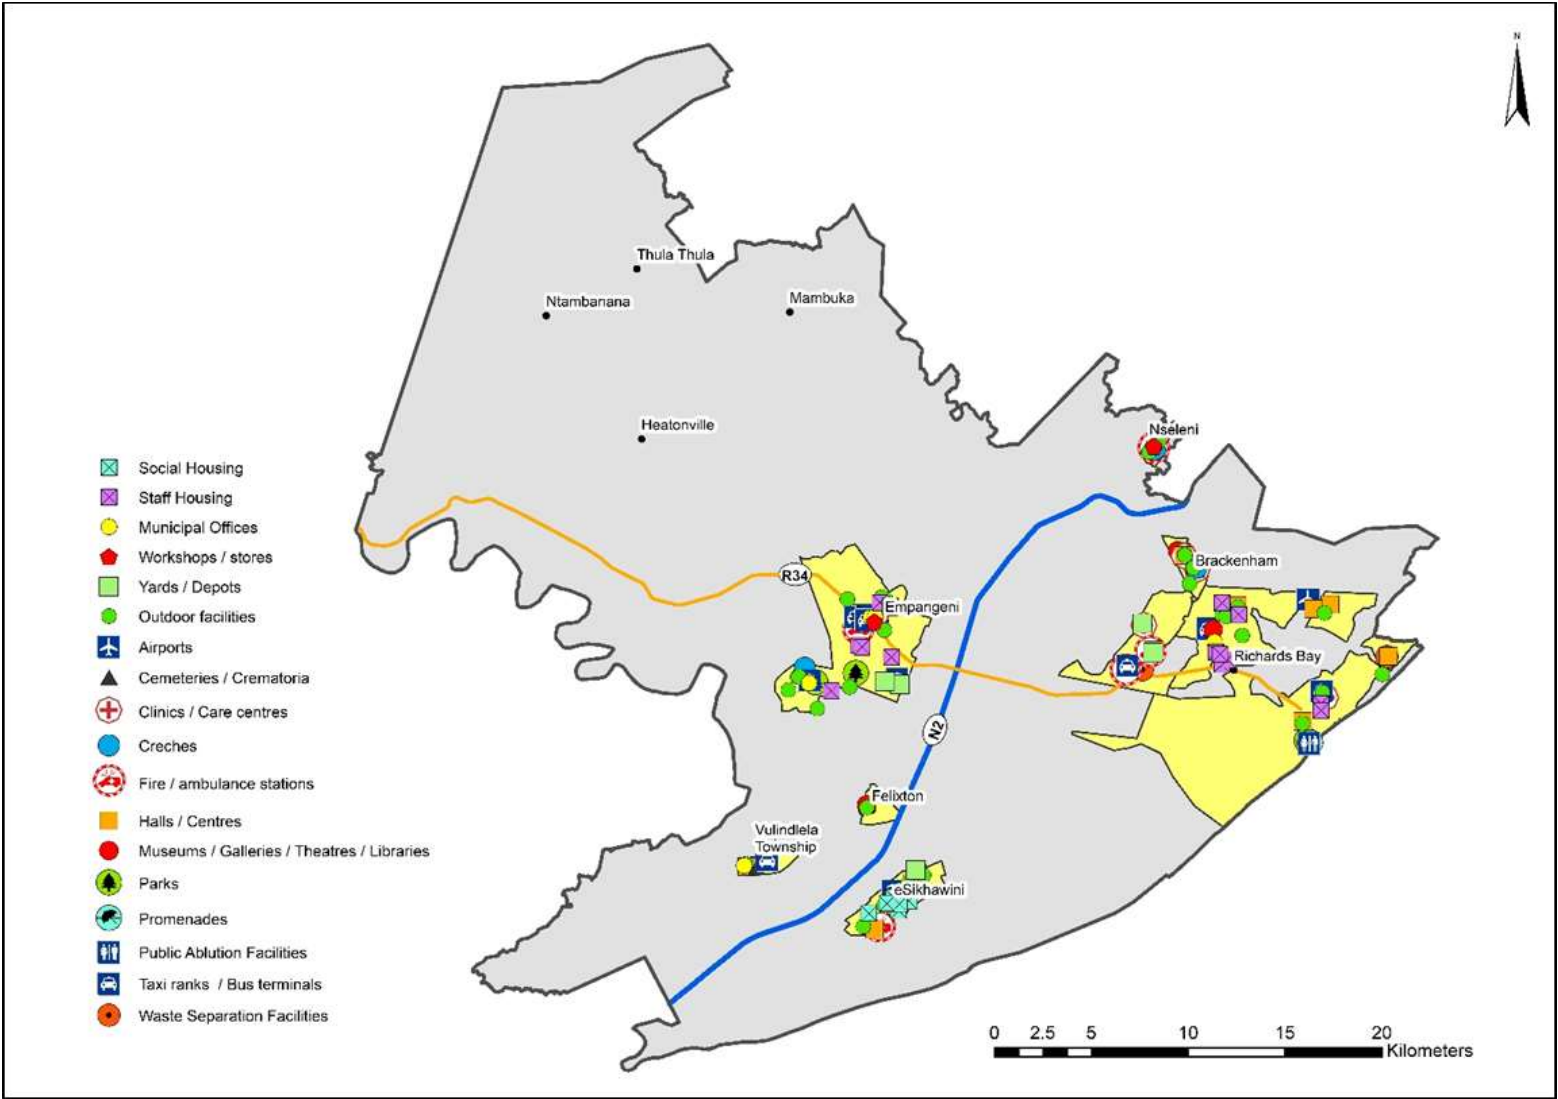 N
Thula Thula
Ntambanana
Mambuka
Heatonville
Nseleni
Brackenham
R34
Empangeni
Richards Bay
N2
Felixton
Vulindlela
Township
eSikhawini
Social Housing
Staff Housing
Municipal Offices
Workshops / stores
Yards / Depots
Outdoor facilities
Airports
Cemeteries / Crematoria
Clinics / Care centres
Creches
Fire / ambulance stations
Halls / Centres
Museums / Galleries / Theatres / Libraries
Parks
Promenades
Public Ablution Facilities
Taxi ranks / Bus terminals
Waste Separation Facilities
0 2.5 5 10 15 20
Kilometers